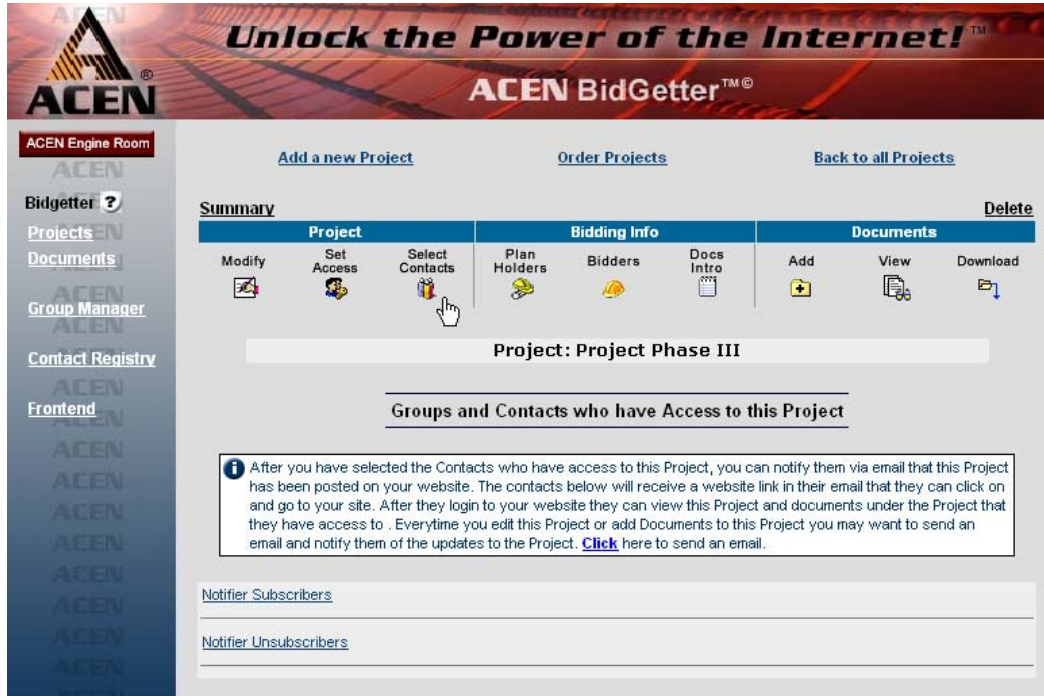 Unlock the Power of the Internet!™
ACEN®
ACEN BidGetter™©
ACEN Engine Room
Bidgetter ?
Projects
Documents
Group Manager
Contact Registry
Frontend
Add a new Project Order Projects Back to all Projects
Summary Delete
Project Bidding Info Documents
Modify Set Access Select Contacts Plan Holders Bidders Docs Intro Add View Download
Project: Project Phase III
Groups and Contacts who have Access to this Project
After you have selected the Contacts who have access to this Project, you can notify them via email that this Project
has been posted on your website. The contacts below will receive a website link in their email that they can click on
and go to your site. After they login to your website they can view this Project and documents under the Project that
they have access to . Everytime you edit this Project or add Documents to this Project you may want to send an
email and notify them of the updates to the Project. Click here to send an email.
Notifier Subscribers
Notifier Unsubscribers